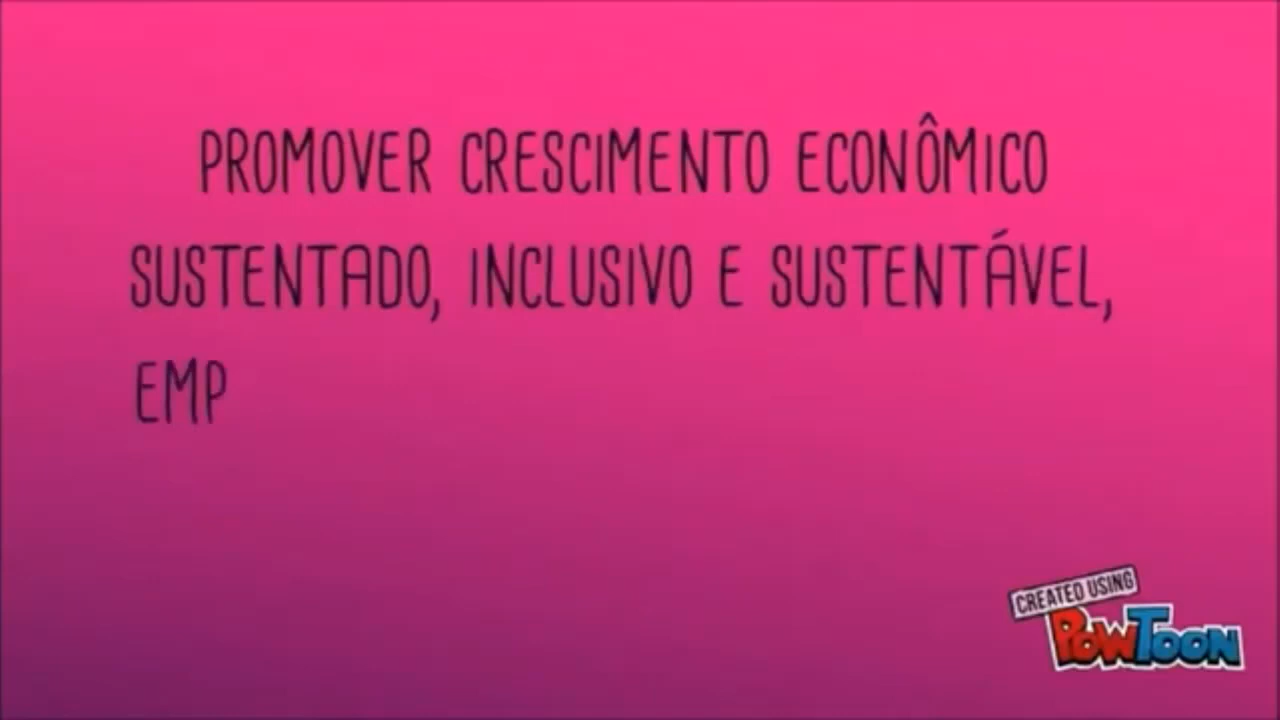 PROMOVER CRESCIMENTO ECONÔMICO
SUSTENTADO, INCLUSIVO E SUSTENTÁVEL,
EMP
CREATED USING
POWTOON